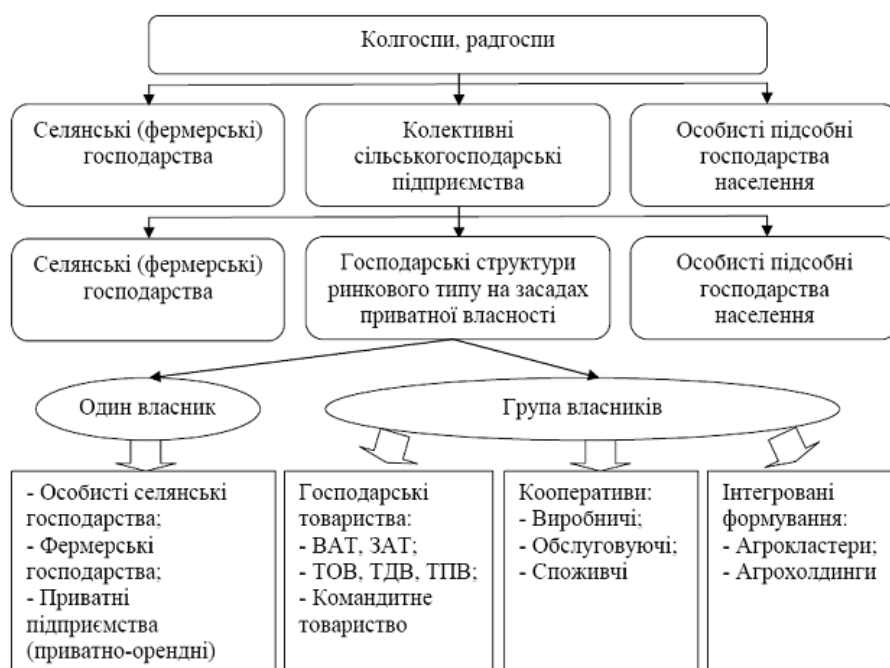 Колгоспи, радгоспи
Селянські (фермерські)
господарства
Колективні
сільськогосподарські
підприємства
Особисті підсобні
господарства
населення
Селянські (фермерські)
господарства
Господарські структури
ринкового типу на засадах
приватної власності
Особисті підсобні
господарства
населення
Один власник
Група власників
- Особисті селянські
господарства;
- Фермерські
господарства;
- Приватні
підприємства
(приватно-орендні)
Господарські
товариства:
- ВАТ, ЗАТ;
- ТОВ, ТДВ, ТПВ;
- Командитне
товариство
Кооперативи:
- Виробничі;
- Обслуговуючі;
- Споживчі
Інтегровані
формування:
- Агрокластери;
- Агрохолдинги